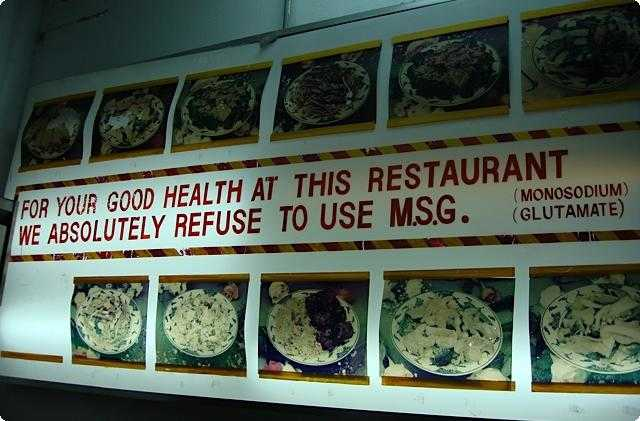 FOR YOUR GOOD HEALTH AT THIS RESTAURANT
WE ABSOLUTELY REFUSE TO USE M.S.G. (MONOSODIUM)
(GLUTAMATE)